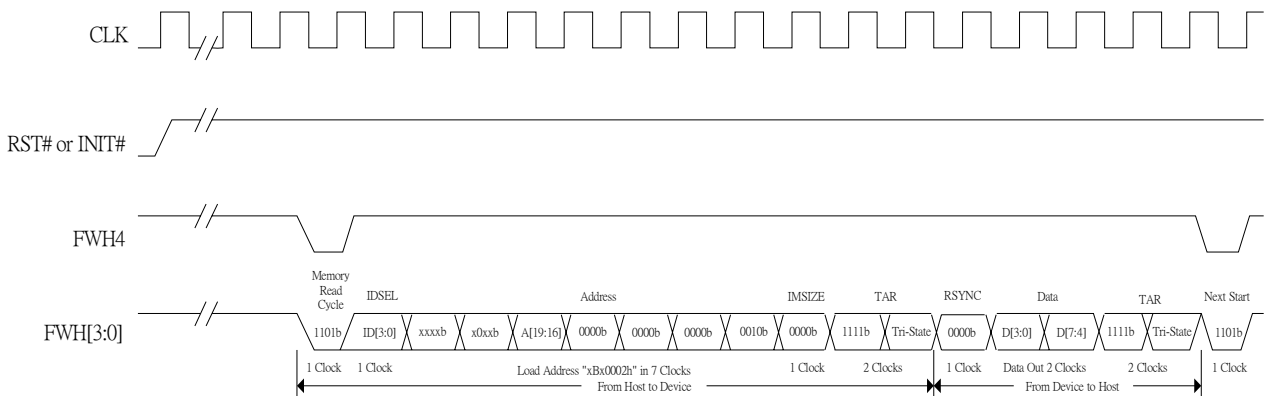 CLK
RST# or INIT#
FWH4
Memory
Read
Cycle
IDSEL
Address
IMSIZE
TAR
RSYNC
Data
TAR
Next Start
FWH[3:0]
1101b
ID[3:0]
xxxxb
x0xxb
A[19:16]
0000b
0000b
0000b
0010b
0000b
1111b
Tri-State
0000b
D[3:0]
D[7:4]
1111b
Tri-State
1101b
1 Clock
1 Clock
Load Address "xBx0002h" in 7 Clocks
1 Clock
2 Clocks
1 Clock
Data Out 2 Clocks
2 Clocks
1 Clock
From Host to Device
From Device to Host